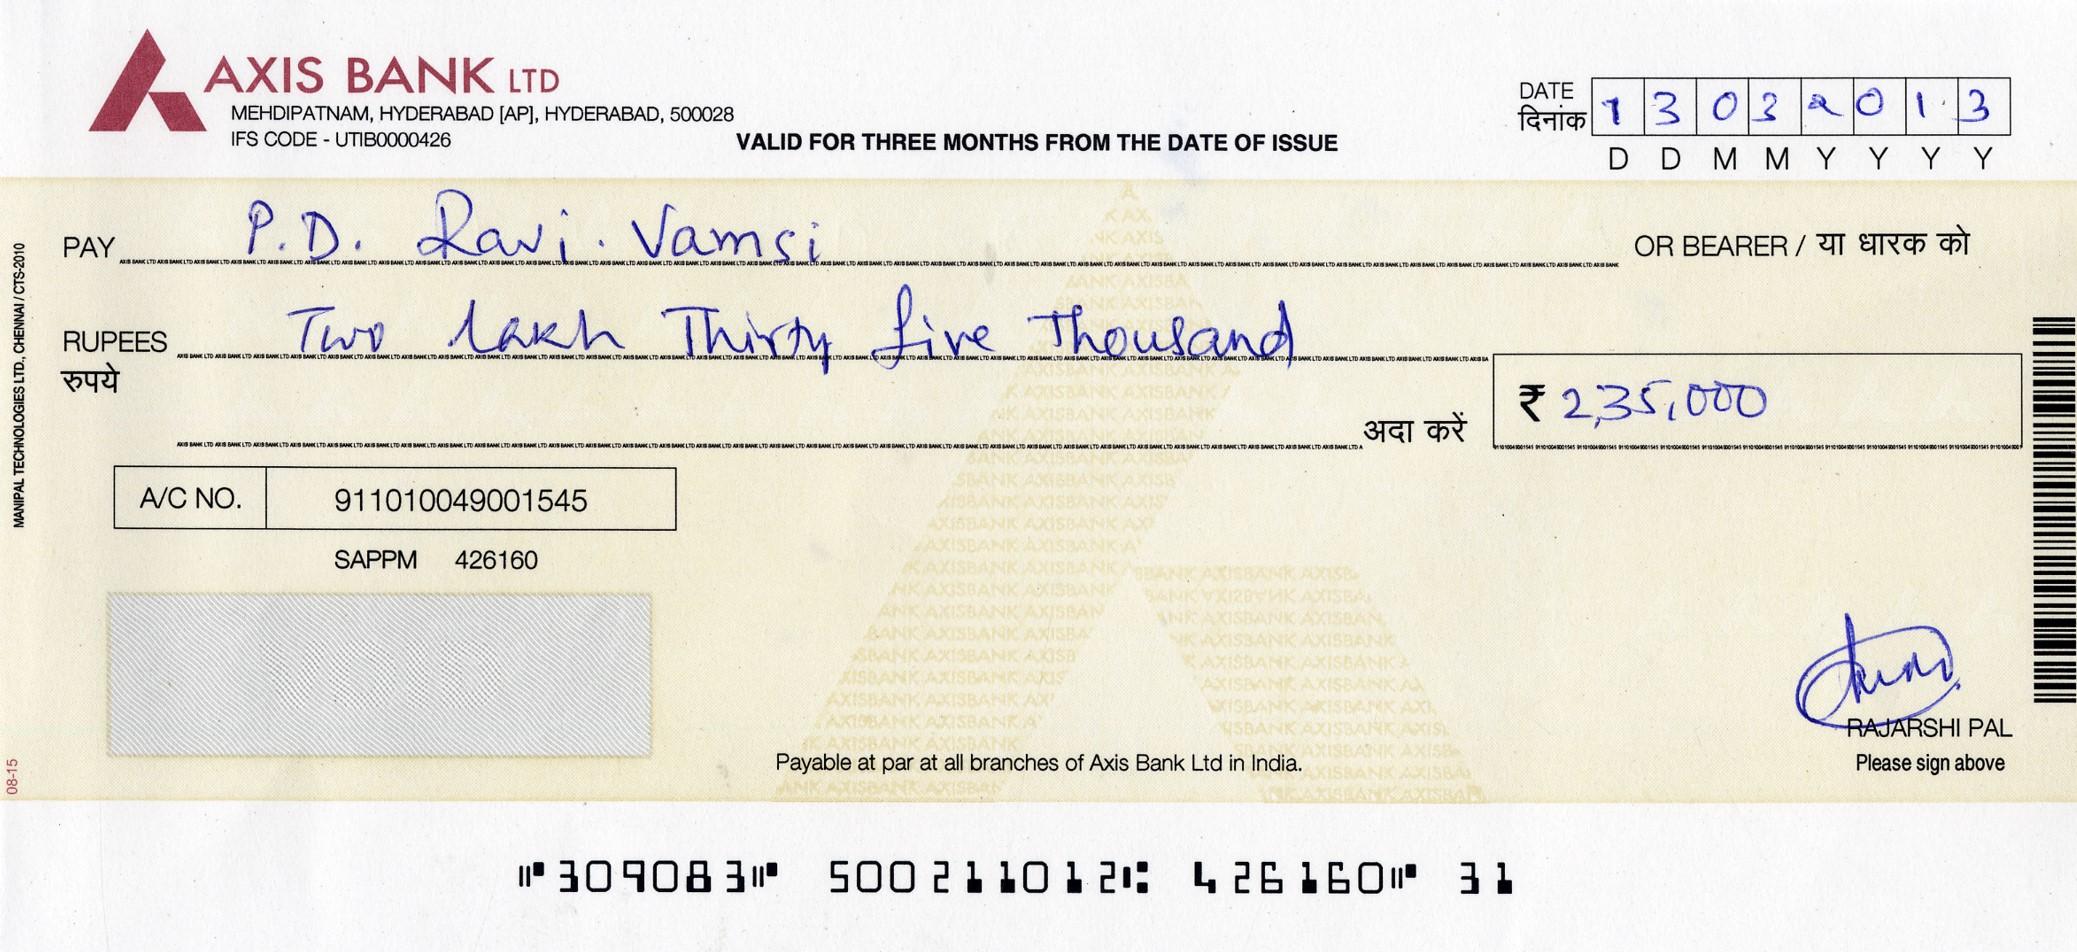 AXIS BANK LTD
MEHDIPATNAM, HYDERABAD [AP], HYDERABAD, 500028
IFS CODE - UTIB0000426
VALID FOR THREE MONTHS FROM THE DATE OF ISSUE
DATE
दिनांक
1 3 0 3 2 0 1 3
D D M M Y Y Y Y
PAY P.D. Ravi. Vamsi OR BEARER / या धारक को
RUPEES Two lakh Thirty five Thousand
रुपये
अदा करें ₹ 2,35,000
A/C NO. 911010049001545
SAPPM 426160
VOID
RAJARSHI PAL
Please sign above
Payable at par at all branches of Axis Bank Ltd in India.
MANIPAL TECHNOLOGIES LTD., CHENNAI / CTS-2010
08-15
⑈309083⑈ 500211012⑆ 426160⑈ 31